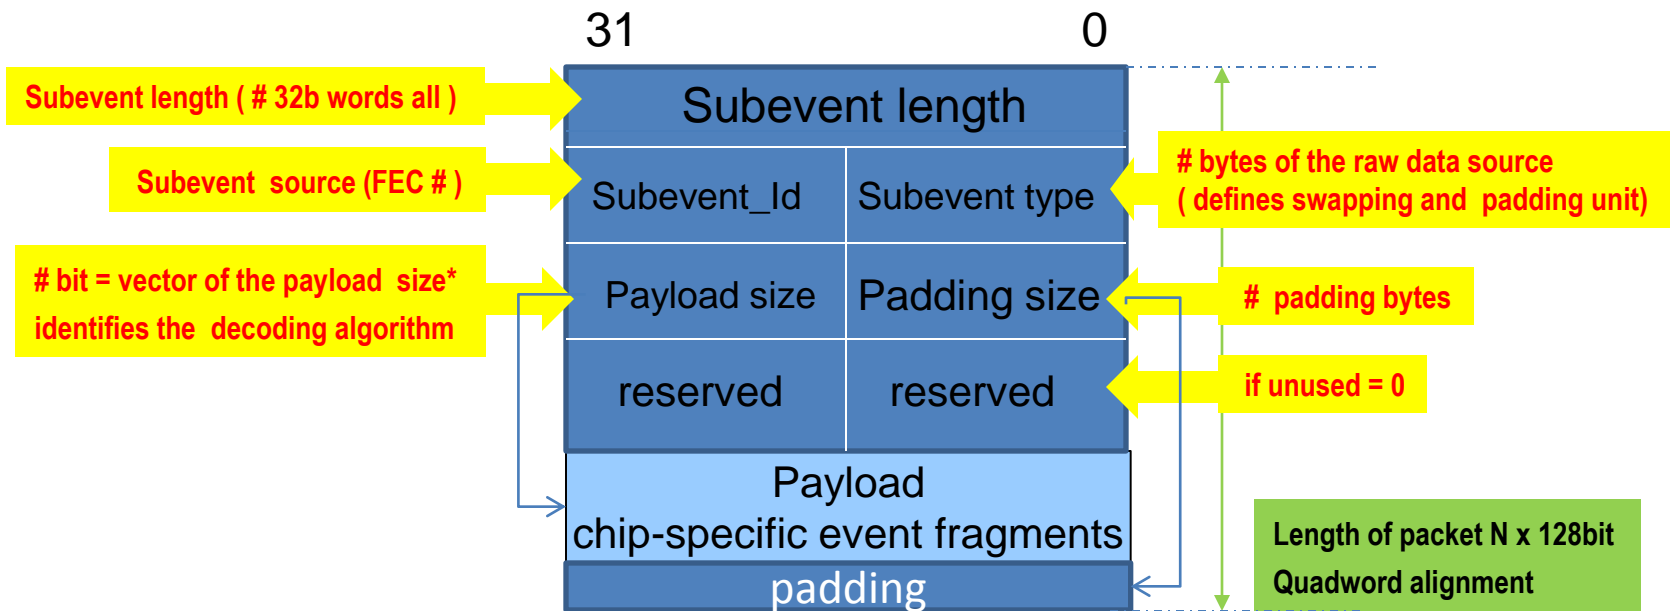 31 0
Subevent length ( # 32b words all )
Subevent length
Subevent source (FEC # )
Subevent_Id
Subevent type
# bytes of the raw data source
( defines swapping and padding unit)
# bit = vector of the payload size*
identifies the decoding algorithm
Payload size
Padding size
# padding bytes
reserved
reserved
if unused = 0
Payload
chip-specific event fragments
padding
Length of packet N x 128bit
Quadword alignment